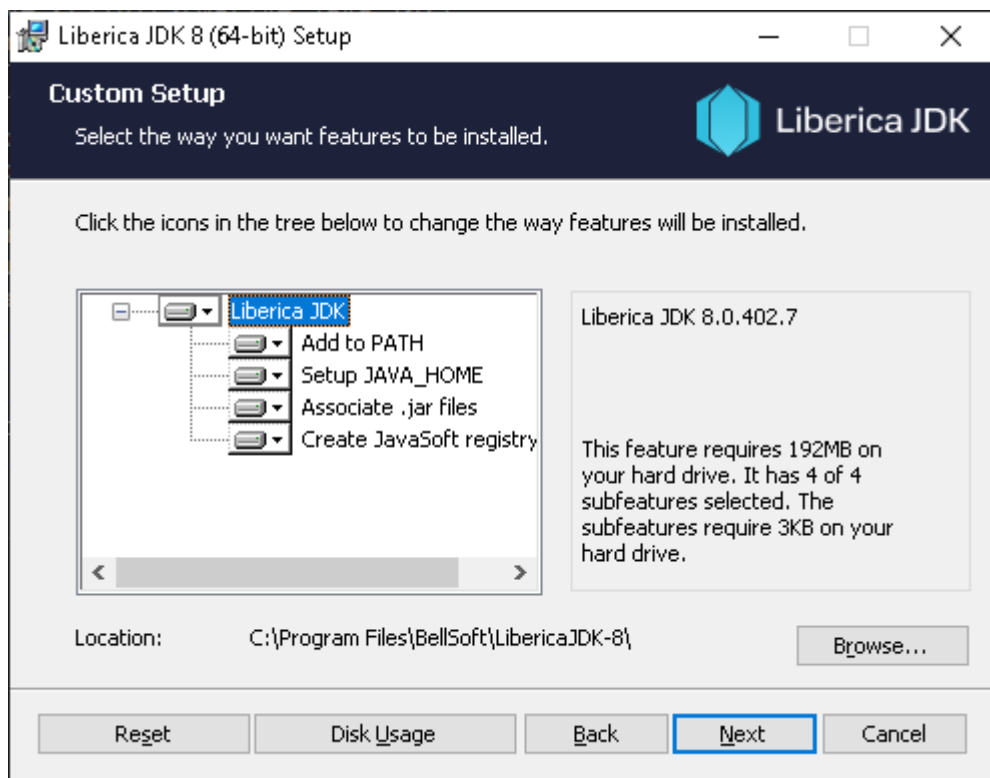 Liberica JDK 8 (64-bit) Setup
Custom Setup
Select the way you want features to be installed.
Liberica JDK
Click the icons in the tree below to change the way features will be installed.
Liberica JDK
Add to PATH
Setup JAVA_HOME
Associate .jar files
Create JavaSoft registry
Liberica JDK 8.0.402.7
This feature requires 192MB on
your hard drive. It has 4 of 4
subfeatures selected. The
subfeatures require 3KB on your
hard drive.
Location: C:\Program Files\BellSoft\LibericaJDK-8\
Browse...
Reset Disk Usage Back Next Cancel